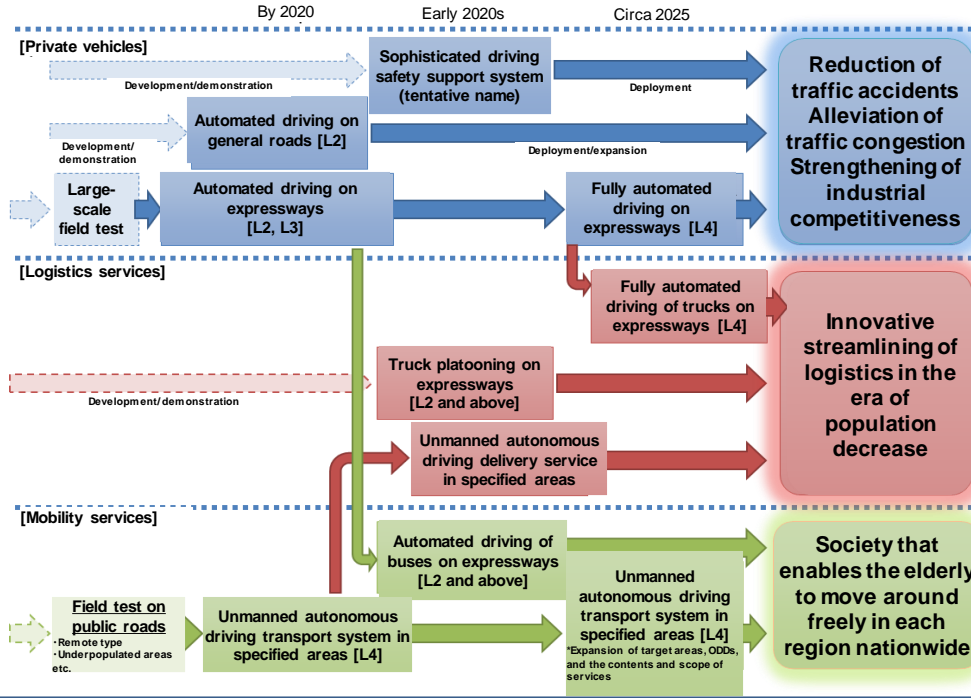 By 2020
Early 2020s
Circa 2025
[Private vehicles]
Development/demonstration
Sophisticated driving
safety support system
(tentative name)
Deployment
Development/
demonstration
Automated driving on
general roads [L2]
Deployment/expansion
Large-
scale
field test
Automated driving on
expressways
[L2, L3]
Fully automated
driving on
expressways [L4]
Reduction of
traffic accidents
Alleviation of
traffic congestion
Strengthening of
industrial
competitiveness
[Logistics services]
Fully automated
driving of trucks on
expressways [L4]
Development/demonstration
Truck platooning on
expressways
[L2 and above]
Unmanned autonomous
driving delivery service
in specified areas
Innovative
streamlining of
logistics in the
era of
population
decrease
[Mobility services]
Automated driving of
buses on expressways
[L2 and above]
Field test on
public roads
・Remote type
・Underpopulated areas
etc.
Unmanned autonomous
driving transport system in
specified areas [L4]
Unmanned
autonomous driving
transport system in
specified areas [L4]
*Expansion of target areas, ODDs,
and the contents and scope of
services
Society that
enables the elderly
to move around
freely in each
region nationwide